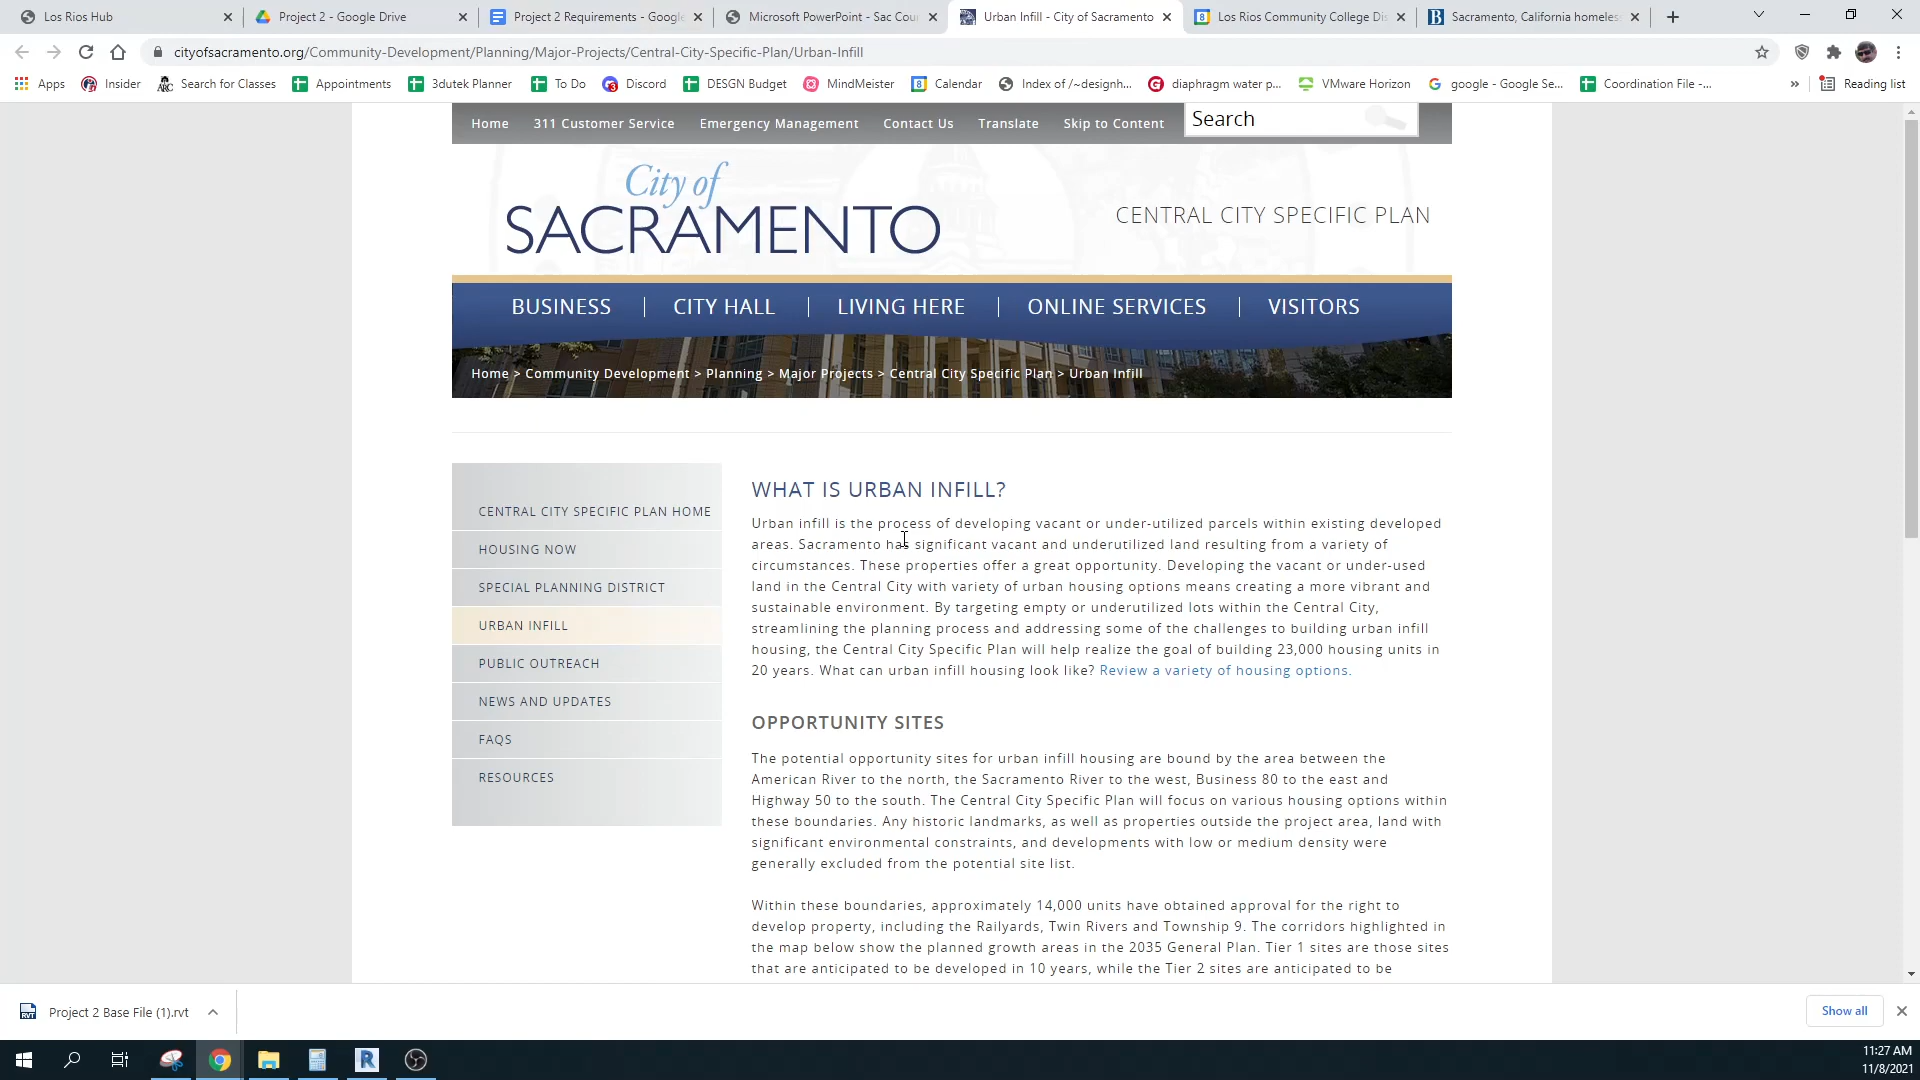 Los Rios Hub
Project 2 - Google Drive
Project 2 Requirements - Google
Microsoft PowerPoint - Sac Cou
Urban Infill - City of Sacramento
Los Rios Community College Dis
Sacramento, California homeless
cityofsacramento.org/Community-Development/Planning/Major-Projects/Central-City-Specific-Plan/Urban-Infill
Apps
Insider
Search for Classes
Appointments
3dutek Planner
To Do
Discord
DESGN Budget
MindMeister
Calendar
Index of /~designh...
diaphragm water p...
VMware Horizon
google - Google Se...
Coordination File -...
»
Reading list
Home
311 Customer Service
Emergency Management
Contact Us
Translate
Skip to Content
Search
City of
SACRAMENTO
CENTRAL CITY SPECIFIC PLAN
BUSINESS
CITY HALL
LIVING HERE
ONLINE SERVICES
VISITORS
Home > Community Development > Planning > Major Projects > Central City Specific Plan > Urban Infill
CENTRAL CITY SPECIFIC PLAN HOME
HOUSING NOW
SPECIAL PLANNING DISTRICT
URBAN INFILL
PUBLIC OUTREACH
NEWS AND UPDATES
FAQS
RESOURCES
WHAT IS URBAN INFILL?
Urban infill is the process of developing vacant or under-utilized parcels within existing developed
areas. Sacramento has significant vacant and underutilized land resulting from a variety of
circumstances. These properties offer a great opportunity. Developing the vacant or under-used
land in the Central City with variety of urban housing options means creating a more vibrant and
sustainable environment. By targeting empty or underutilized lots within the Central City,
streamlining the planning process and addressing some of the challenges to building urban infill
housing, the Central City Specific Plan will help realize the goal of building 23,000 housing units in
20 years. What can urban infill housing look like? Review a variety of housing options.
OPPORTUNITY SITES
The potential opportunity sites for urban infill housing are bound by the area between the
American River to the north, the Sacramento River to the west, Business 80 to the east and
Highway 50 to the south. The Central City Specific Plan will focus on various housing options within
these boundaries. Any historic landmarks, as well as properties outside the project area, land with
significant environmental constraints, and developments with low or medium density were
generally excluded from the potential site list.
Within these boundaries, approximately 14,000 units have obtained approval for the right to
develop property, including the Railyards, Twin Rivers and Township 9. The corridors highlighted in
the map below show the planned growth areas in the 2035 General Plan. Tier 1 sites are those sites
that are anticipated to be developed in 10 years, while the Tier 2 sites are anticipated to be
Project 2 Base File (1).rvt
Show all
11:27 AM
11/8/2021